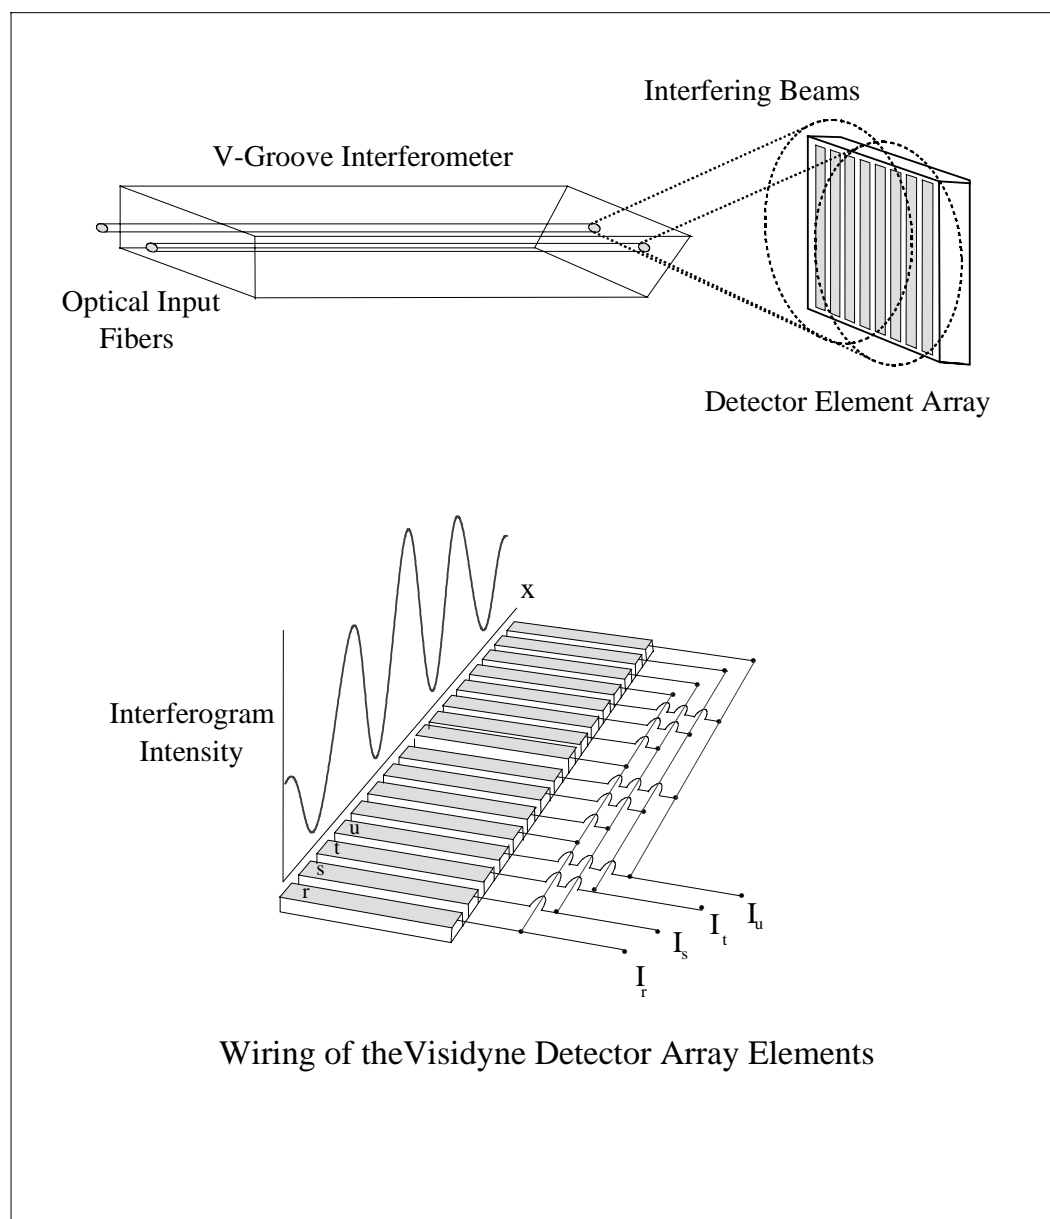 Interfering Beams
V-Groove Interferometer
Optical Input
Fibers
Detector Element Array
x
Interferogram
Intensity
u
t
s
r
I_u
I_t
I_s
I_r
Wiring of theVisidyne Detector Array Elements